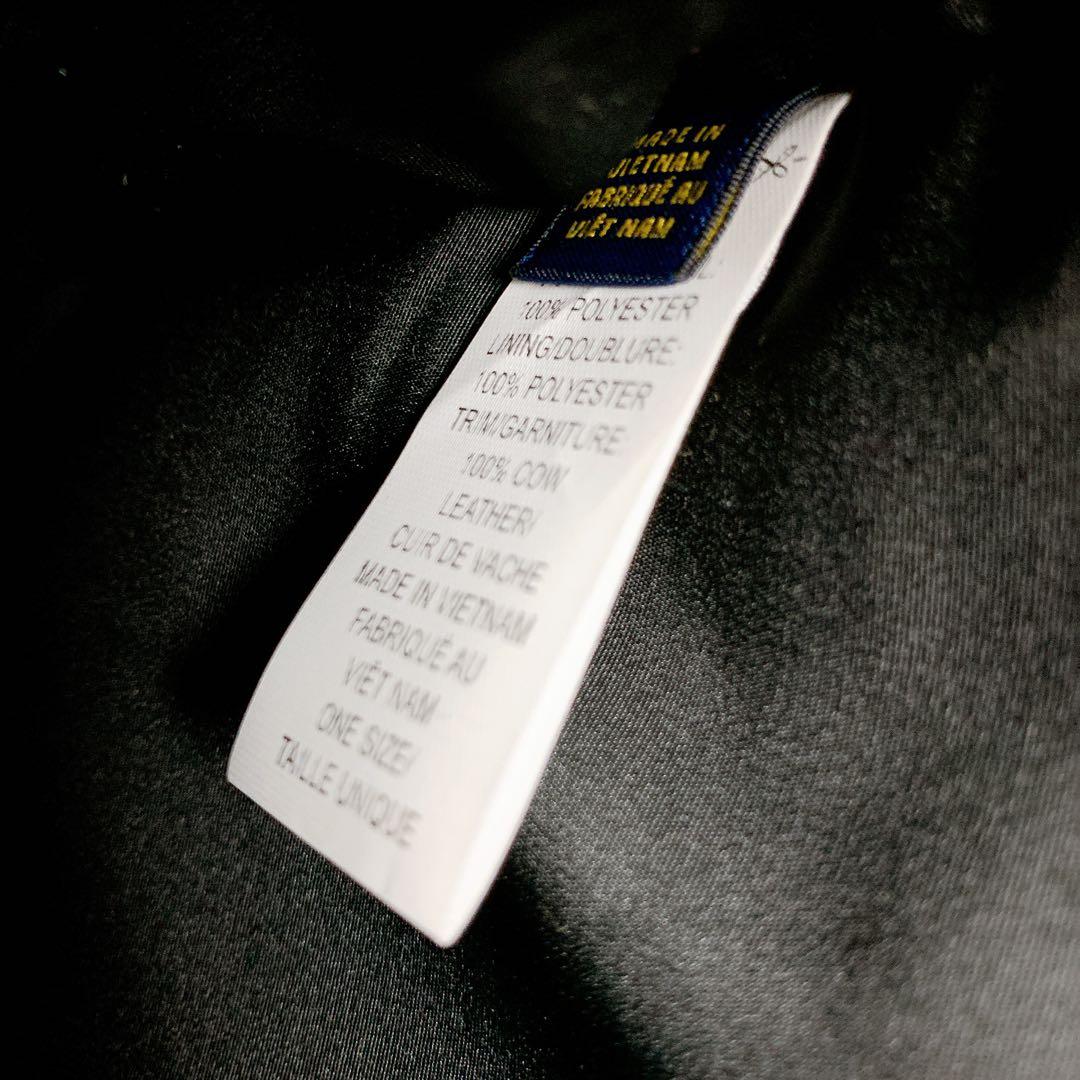 MADE IN
VIETNAM
FABRIQUÉ AU
VIÊT NAM
100% POLYESTER
LINING/DOUBLURE:
100% POLYESTER
TRIM/GARNITURE:
100% COW
LEATHER/
CUIR DE VACHE
MADE IN VIETNAM
FABRIQUÉ AU
VIÊT NAM
ONE SIZE/
TAILLE UNIQUE